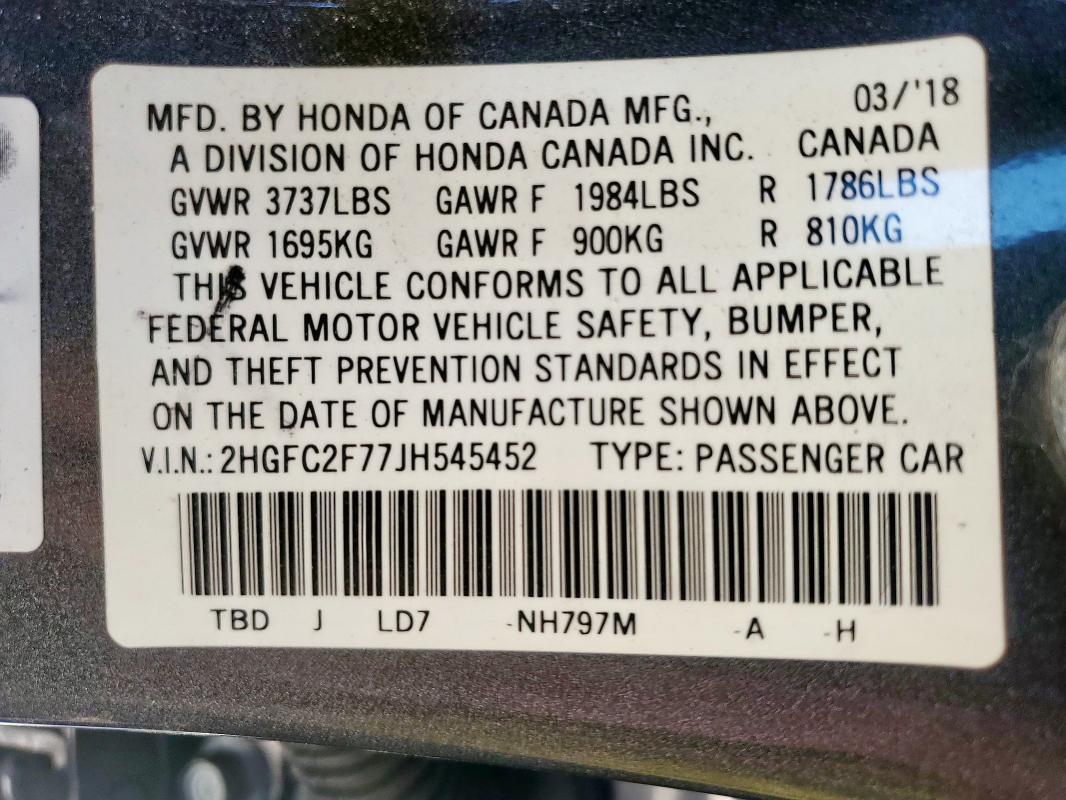 MFD. BY HONDA OF CANADA MFG., 03/'18
A DIVISION OF HONDA CANADA INC. CANADA
GVWR 3737LBS GAWR F 1984LBS R 1786LBS
GVWR 1695KG GAWR F 900KG R 810KG
THIS VEHICLE CONFORMS TO ALL APPLICABLE
FEDERAL MOTOR VEHICLE SAFETY, BUMPER,
AND THEFT PREVENTION STANDARDS IN EFFECT
ON THE DATE OF MANUFACTURE SHOWN ABOVE.
V.I.N.: 2HGFC2F77JH545452 TYPE: PASSENGER CAR
TBD J LD7 -NH797M -A -H